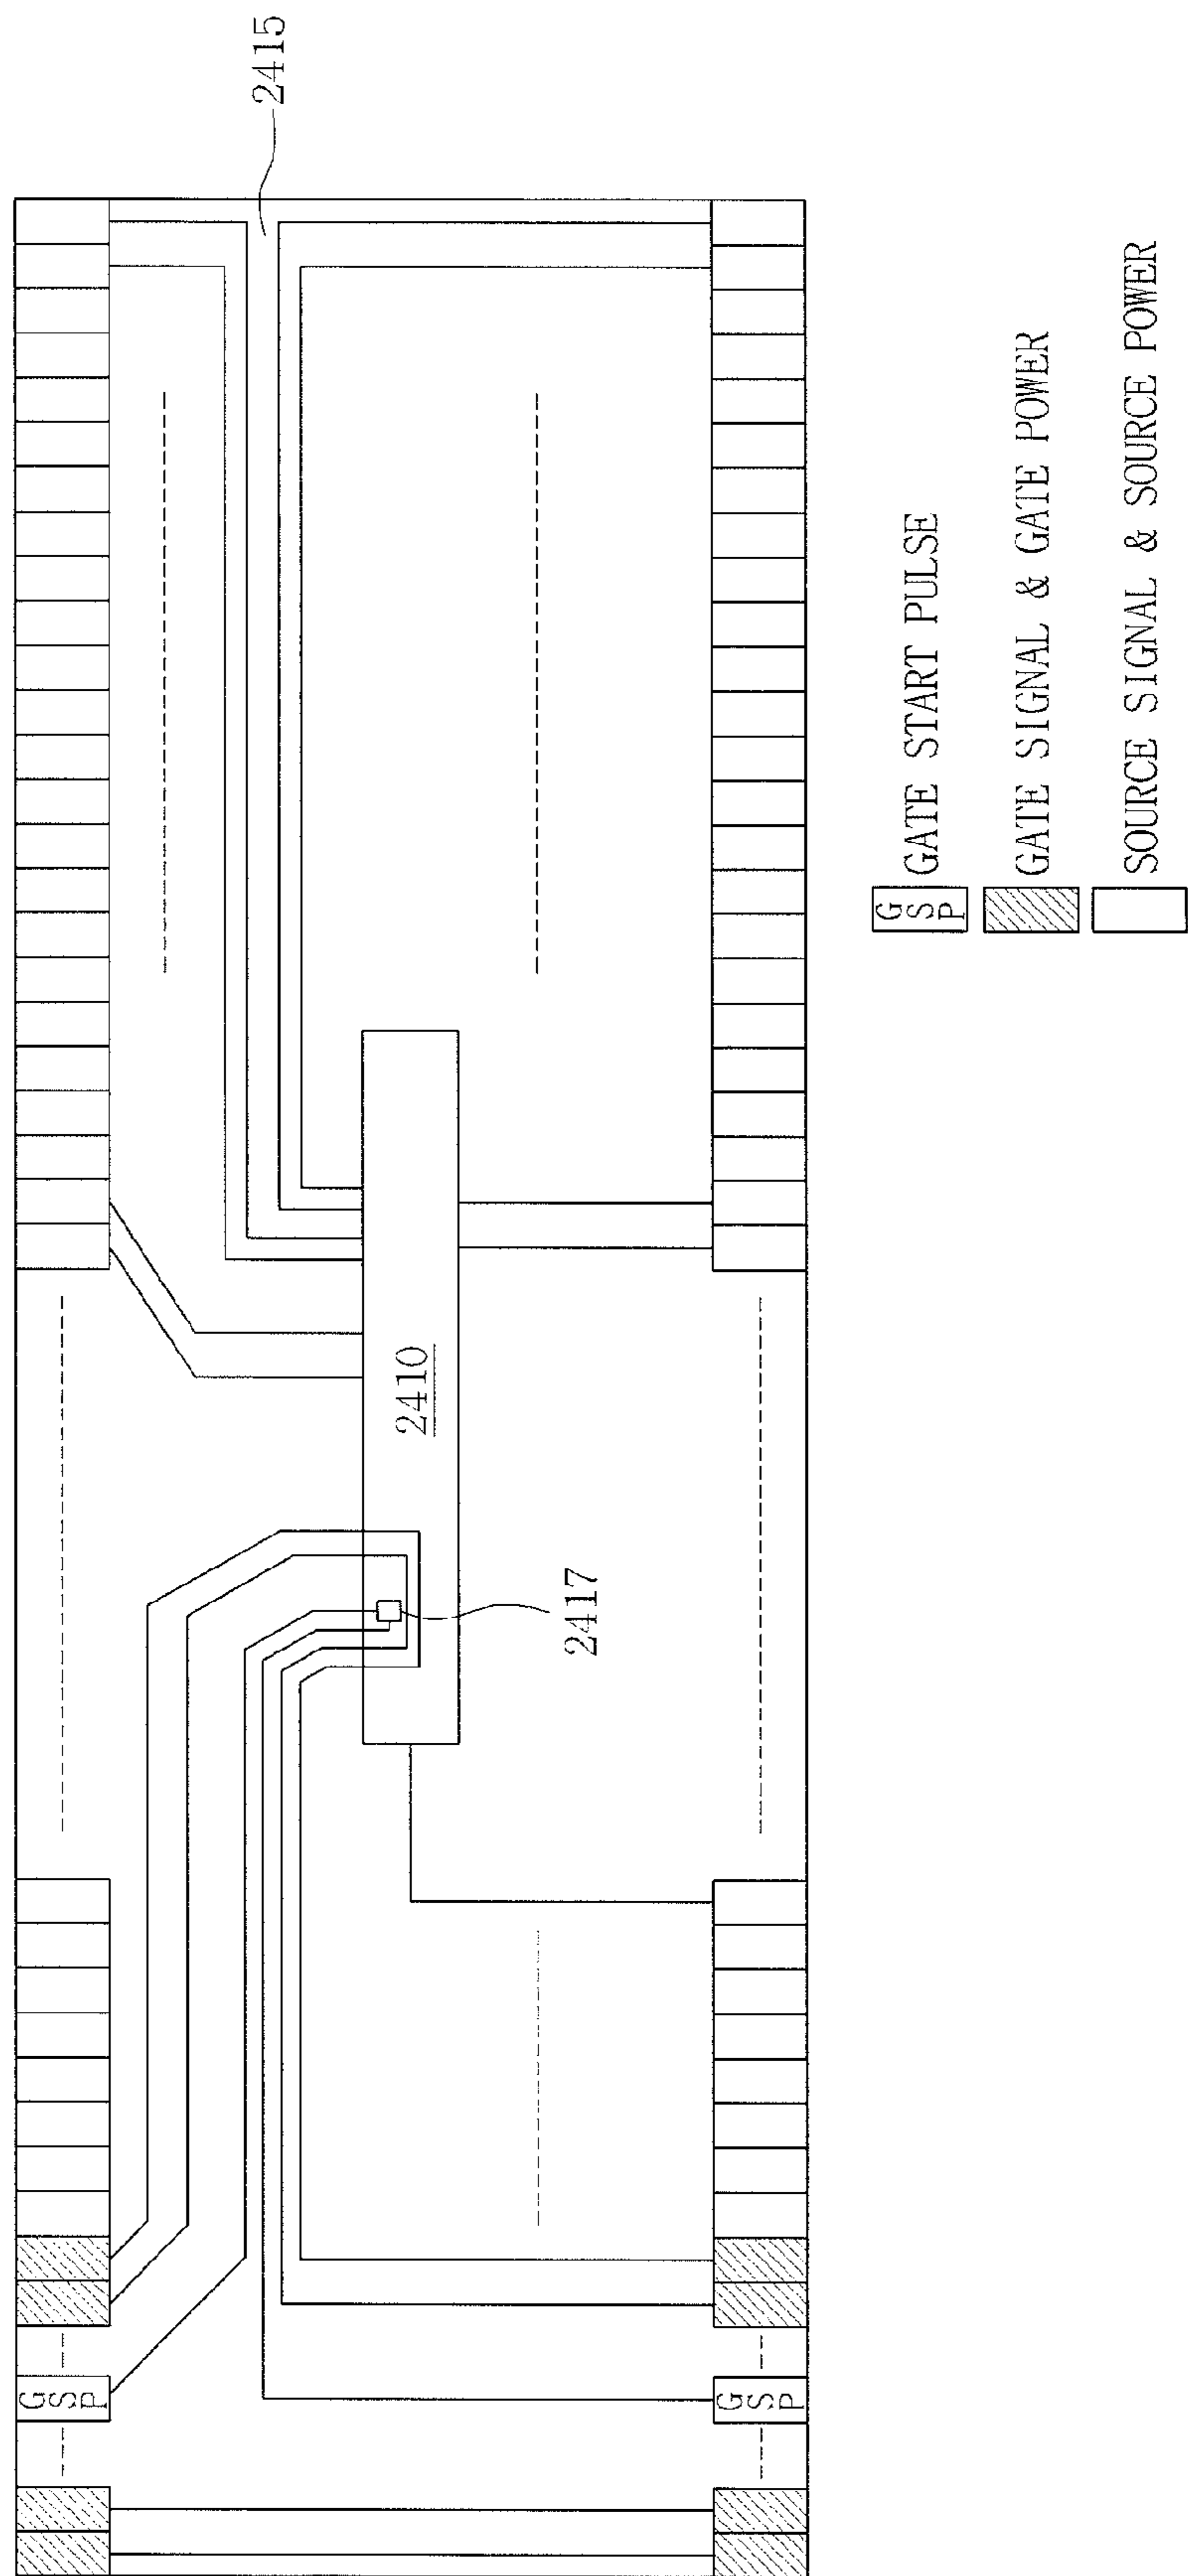 2415
2410
2417
GSP
GSP
GSP GATE START PULSE
GATE SIGNAL & GATE POWER
SOURCE SIGNAL & SOURCE POWER